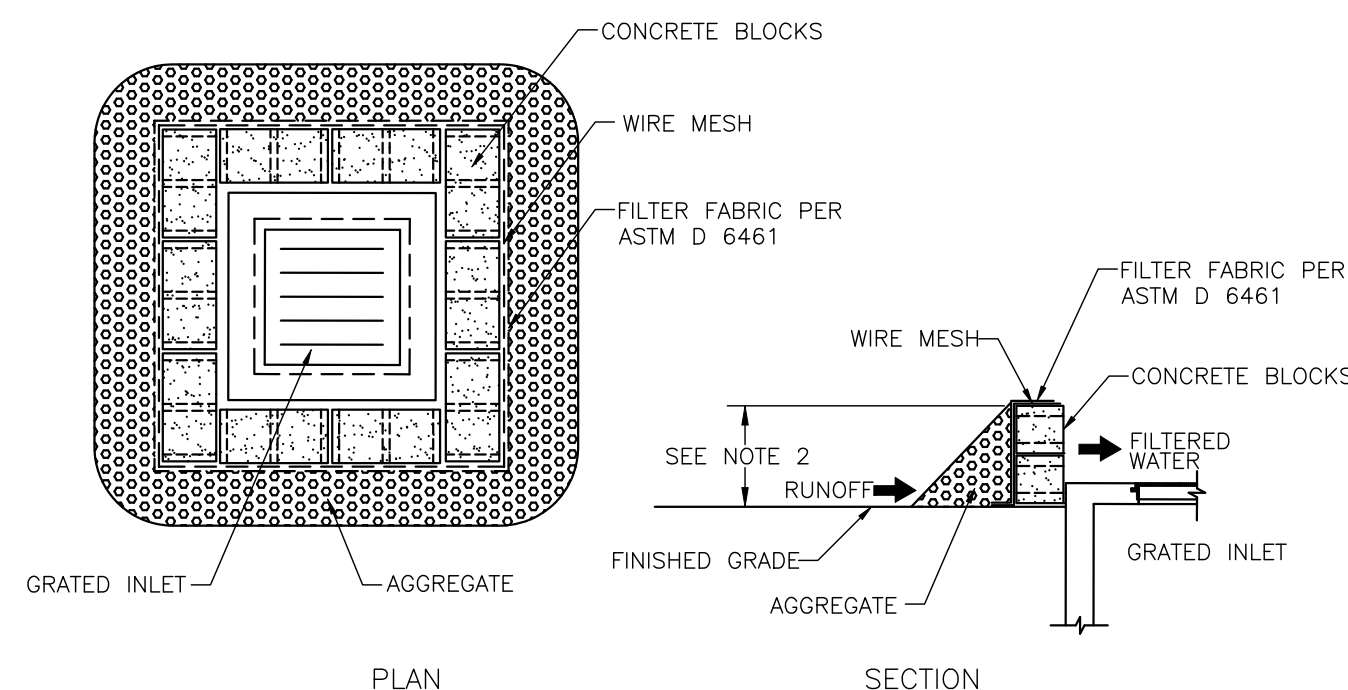 CONCRETE BLOCKS
WIRE MESH
FILTER FABRIC PER
ASTM D 6461
GRATED INLET
AGGREGATE
PLAN
FILTER FABRIC PER
ASTM D 6461
WIRE MESH
CONCRETE BLOCKS
SEE NOTE 2
FILTERED
WATER
RUNOFF
FINISHED GRADE
GRATED INLET
AGGREGATE
SECTION